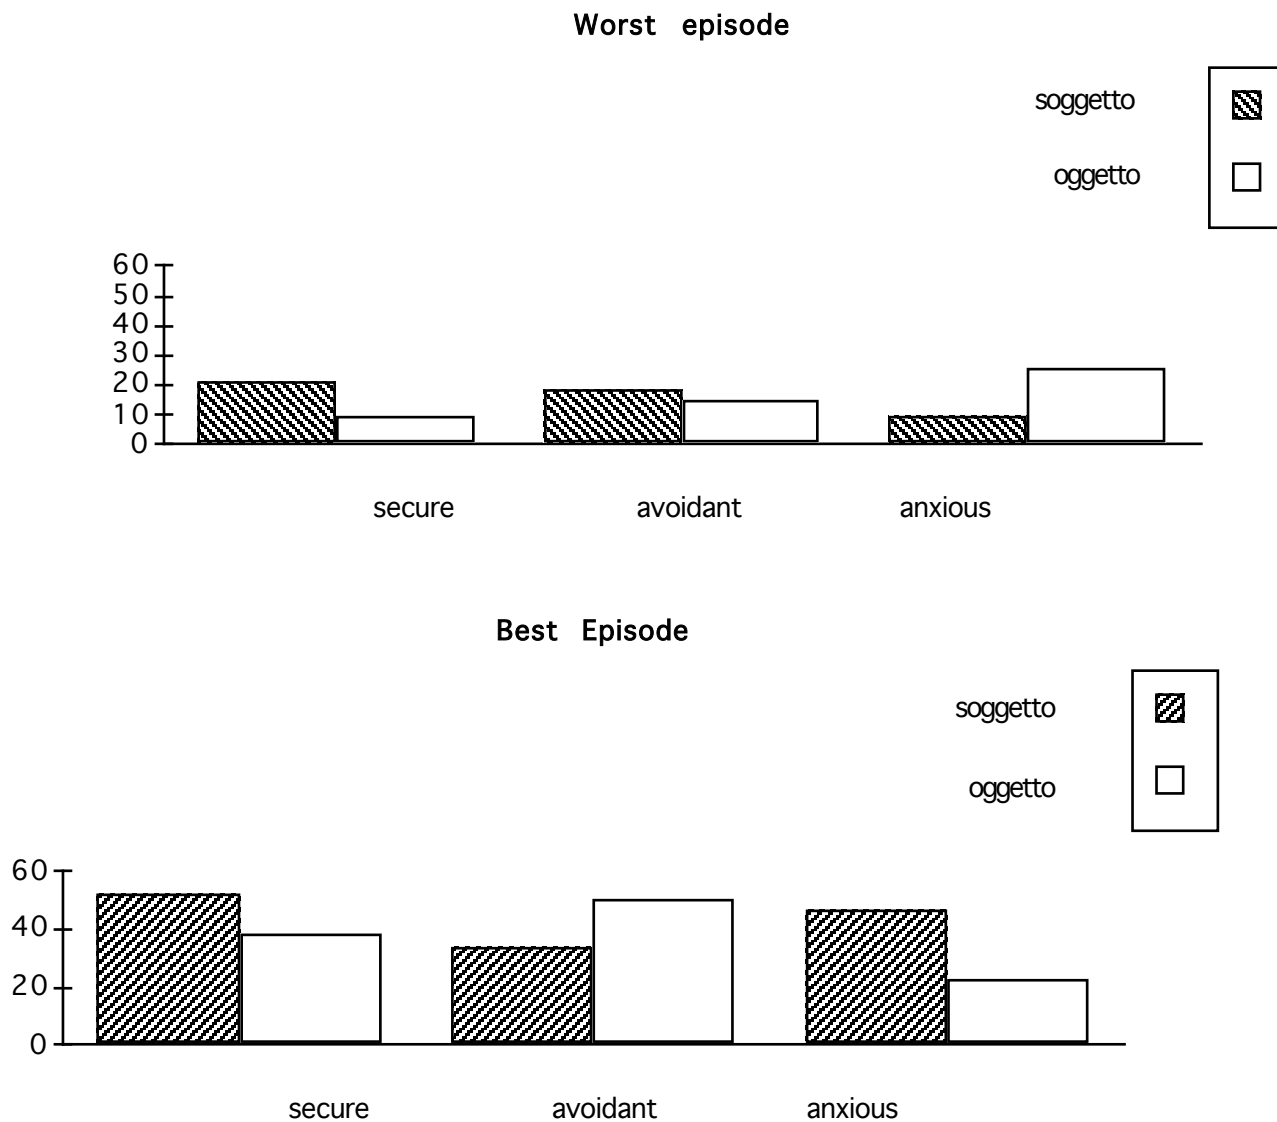 Worst episode
soggetto
oggetto
60
50
40
30
20
10
0
secure avoidant anxious
Best Episode
soggetto
oggetto
60
40
20
0
secure avoidant anxious